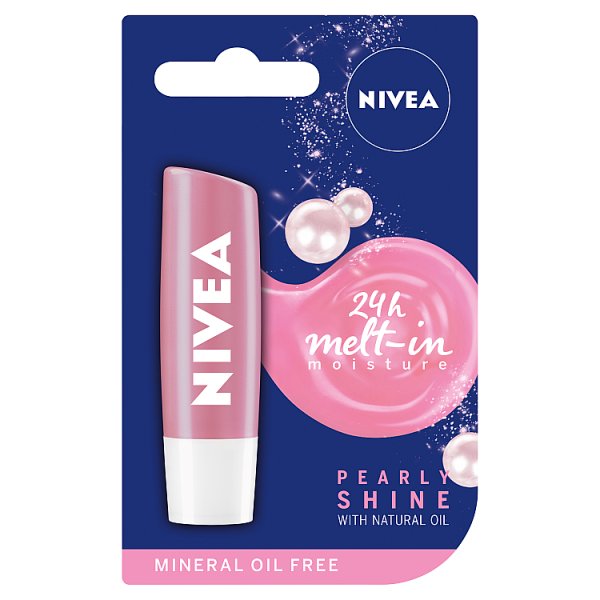 NIVEA
NIVEA
24h
melt-in
moisture
PEARLY
SHINE
WITH NATURAL OIL
MINERAL OIL FREE